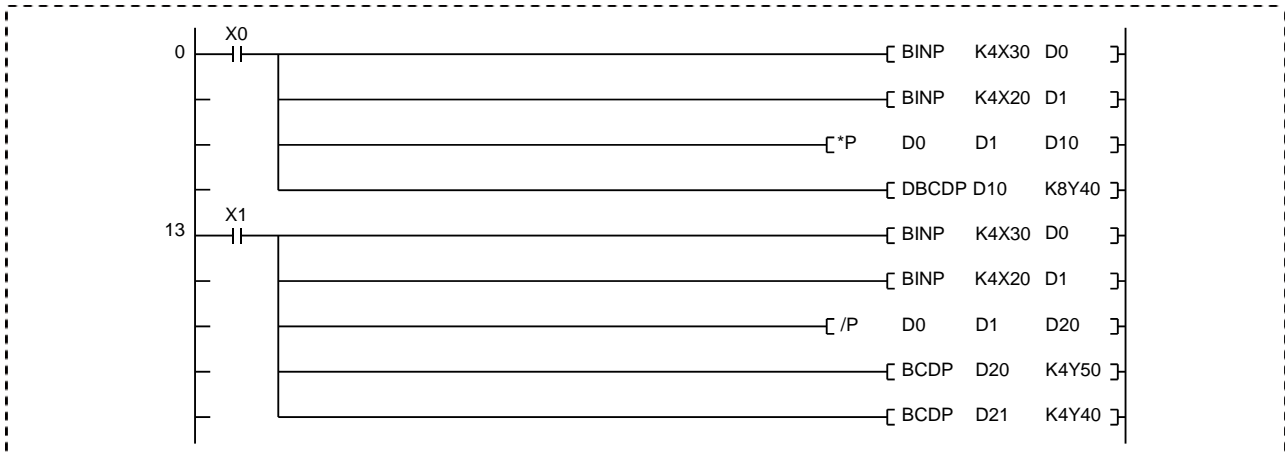 X0
0 BINP K4X30 D0
BINP K4X20 D1
*P D0 D1 D10
DBCDP D10 K8Y40
X1
13 BINP K4X30 D0
BINP K4X20 D1
/P D0 D1 D20
BCDP D20 K4Y50
BCDP D21 K4Y40